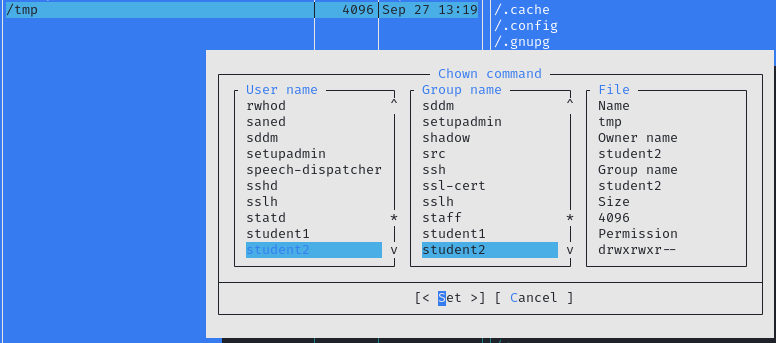 /tmp 4096 Sep 27 13:19 /.cache
/.config
/.gnupg
Chown command
User name Group name File
rwhod ^ sddm ^ Name
saned setupadmin tmp
sddm shadow Owner name
setupadmin src student2
speech-dispatcher ssh Group name
sshd ssl-cert student2
sslh sslh Size
statd * staff * 4096
student1 student1 Permission
student2 v student2 v drwxrwxr--
[< Set >] [ Cancel ]